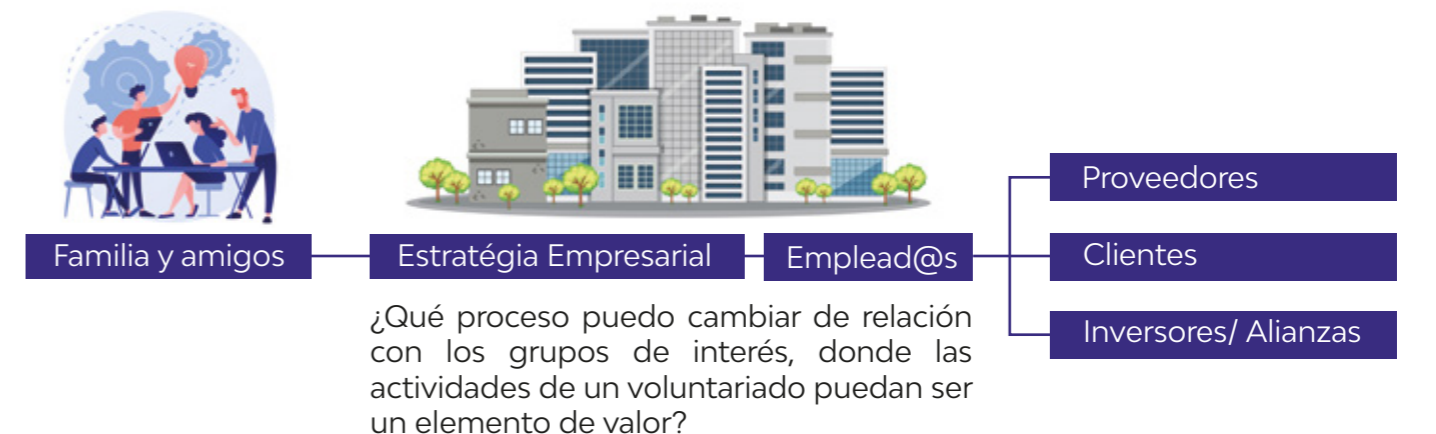 Familia y amigos
Estratégia Empresarial
Emplead@s
Proveedores
Clientes
Inversores/ Alianzas
¿Qué proceso puedo cambiar de relación
con los grupos de interés, donde las
actividades de un voluntariado puedan ser
un elemento de valor?